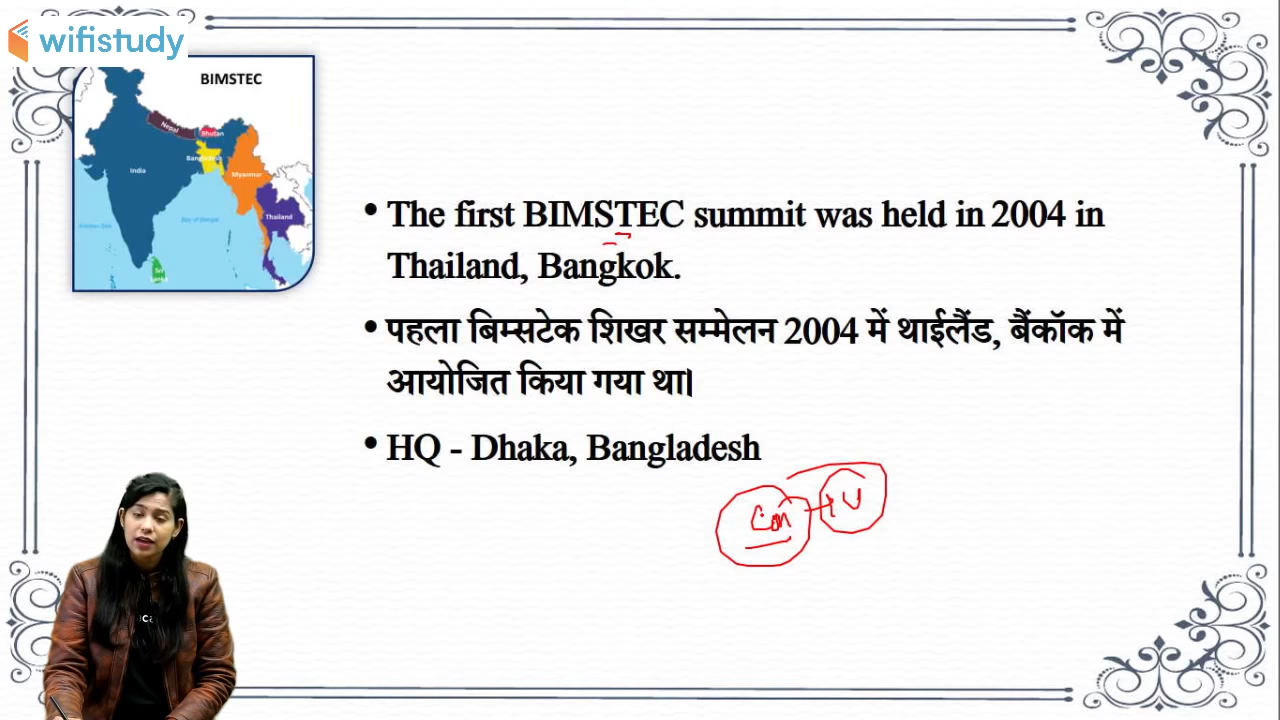 wifistudy
BIMSTEC
Nepal
Bhutan
Bangladesh
India
Myanmar
Bay of Bengal
Thailand
• The first BIMSTEC summit was held in 2004 in
Thailand, Bangkok.
• पहला बिम्सटेक शिखर सम्मेलन 2004 में थाईलैंड, बैंकॉक में
आयोजित किया गया था।
• HQ - Dhaka, Bangladesh